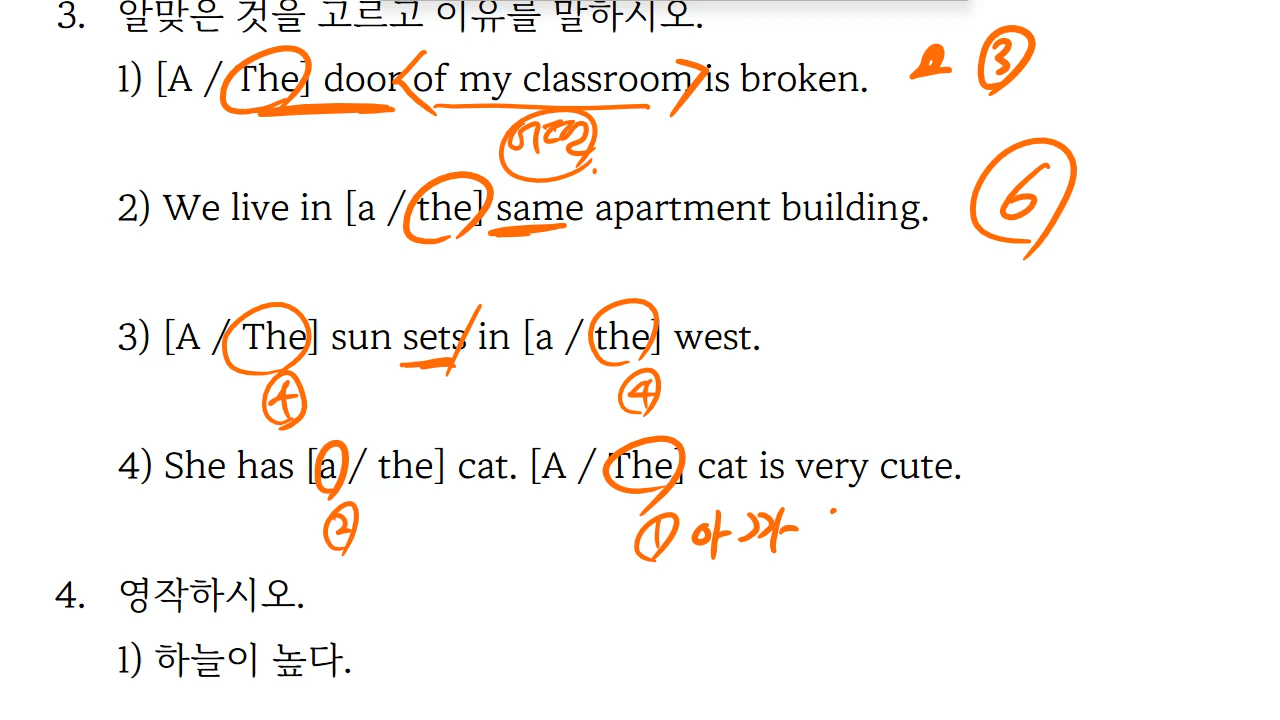 3. 알맞은 것을 고르고 이유를 말하시오.
1) [A / The] door of my classroom is broken. ③
2) We live in [a / the] same apartment building. 6
3) [A / The] sun sets in [a / the] west.
④ ④
4) She has [a / the] cat. [A / The] cat is very cute.
② ① 아까
4. 영작하시오.
1) 하늘이 높다.